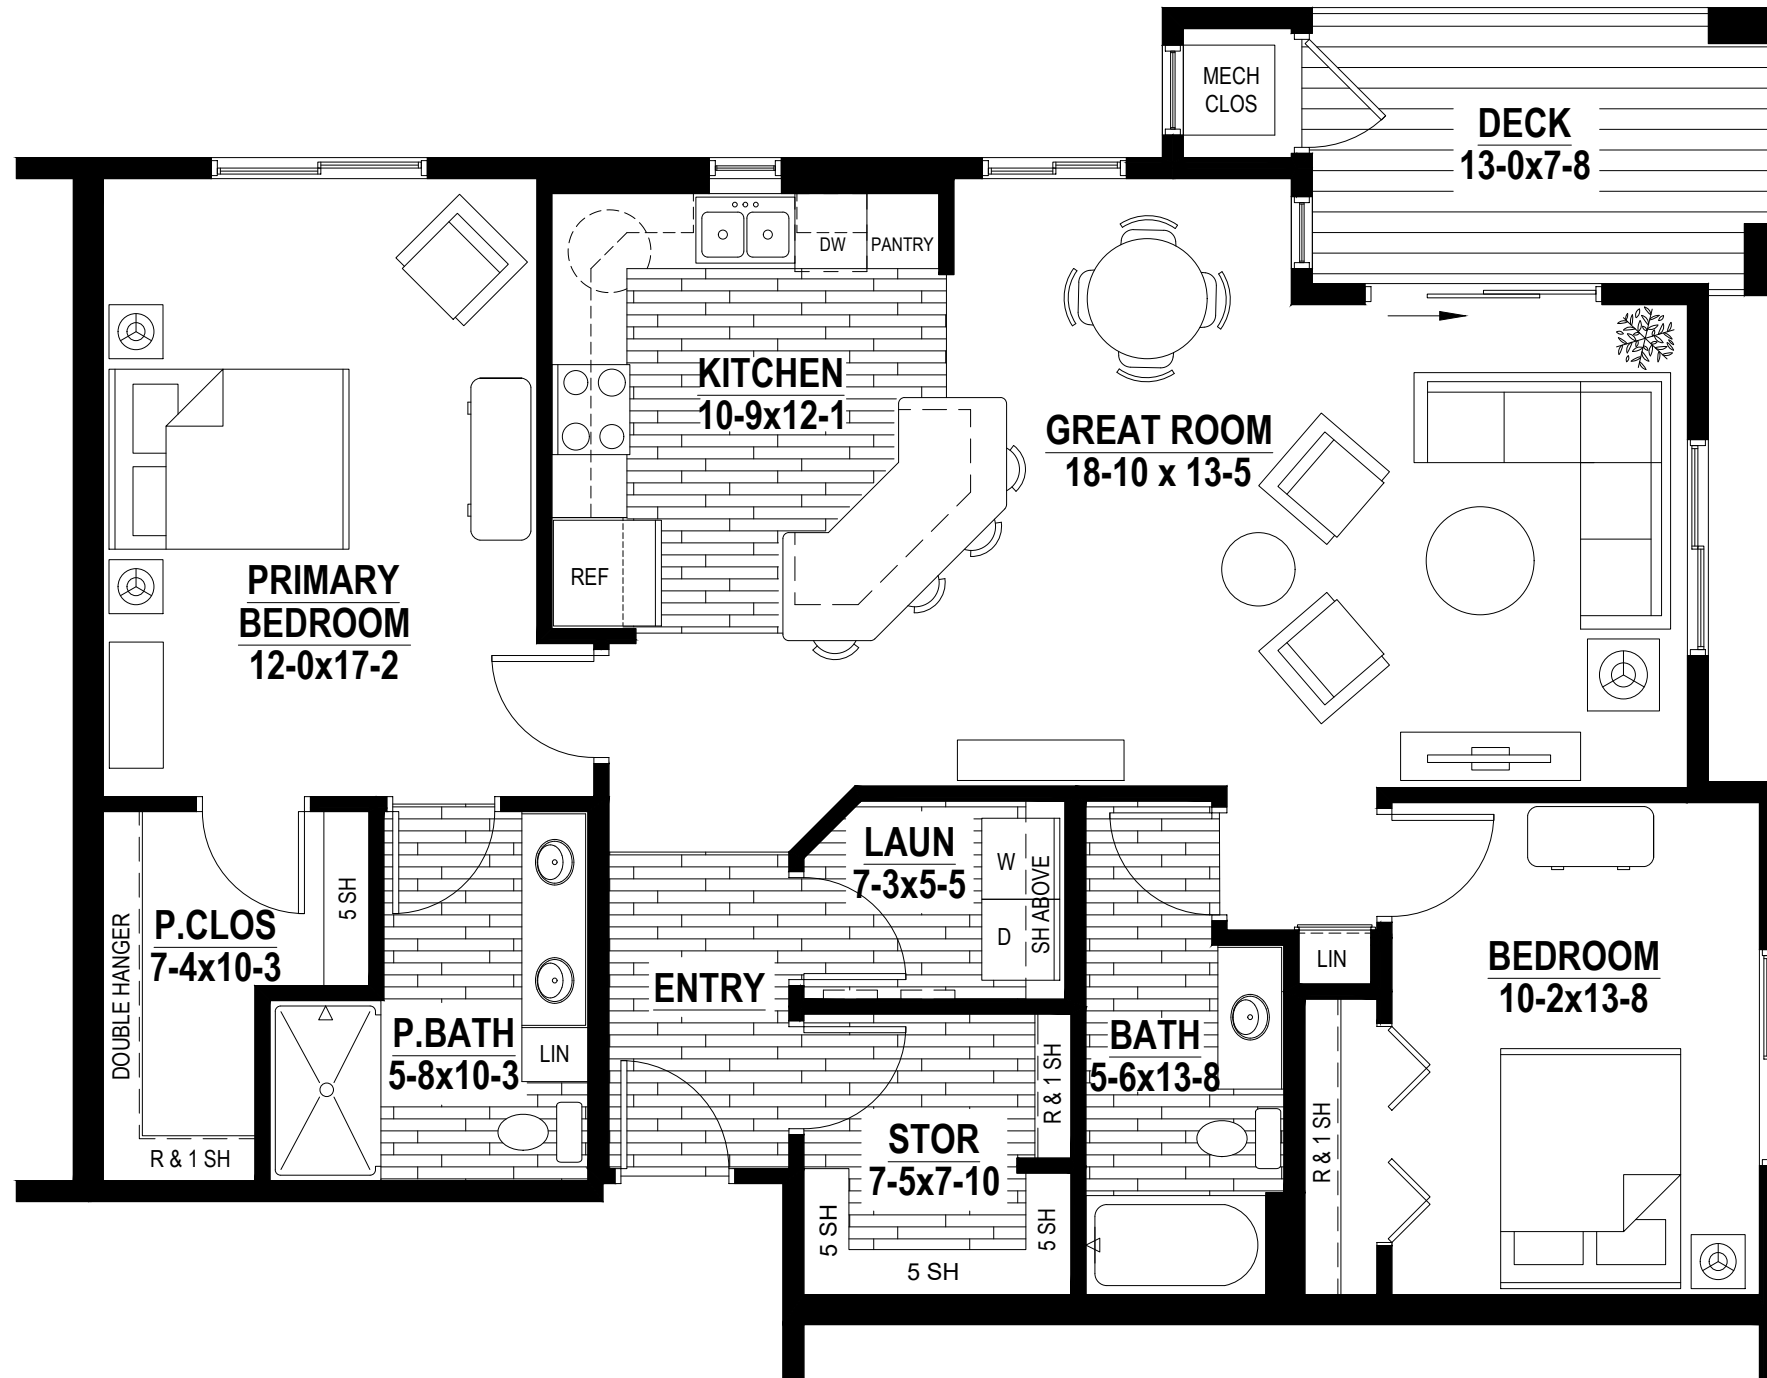 MECH
CLOS
DECK
13-0x7-8
DW
PANTRY
KITCHEN
10-9x12-1
GREAT ROOM
18-10 x 13-5
REF
PRIMARY
BEDROOM
12-0x17-2
LAUN
7-3x5-5
W
D
SH ABOVE
5 SH
P.CLOS
7-4x10-3
DOUBLE HANGER
R & 1 SH
ENTRY
P.BATH
5-8x10-3
LIN
BATH
5-6x13-8
R & 1 SH
STOR
7-5x7-10
5 SH
5 SH
5 SH
LIN
BEDROOM
10-2x13-8
R & 1 SH